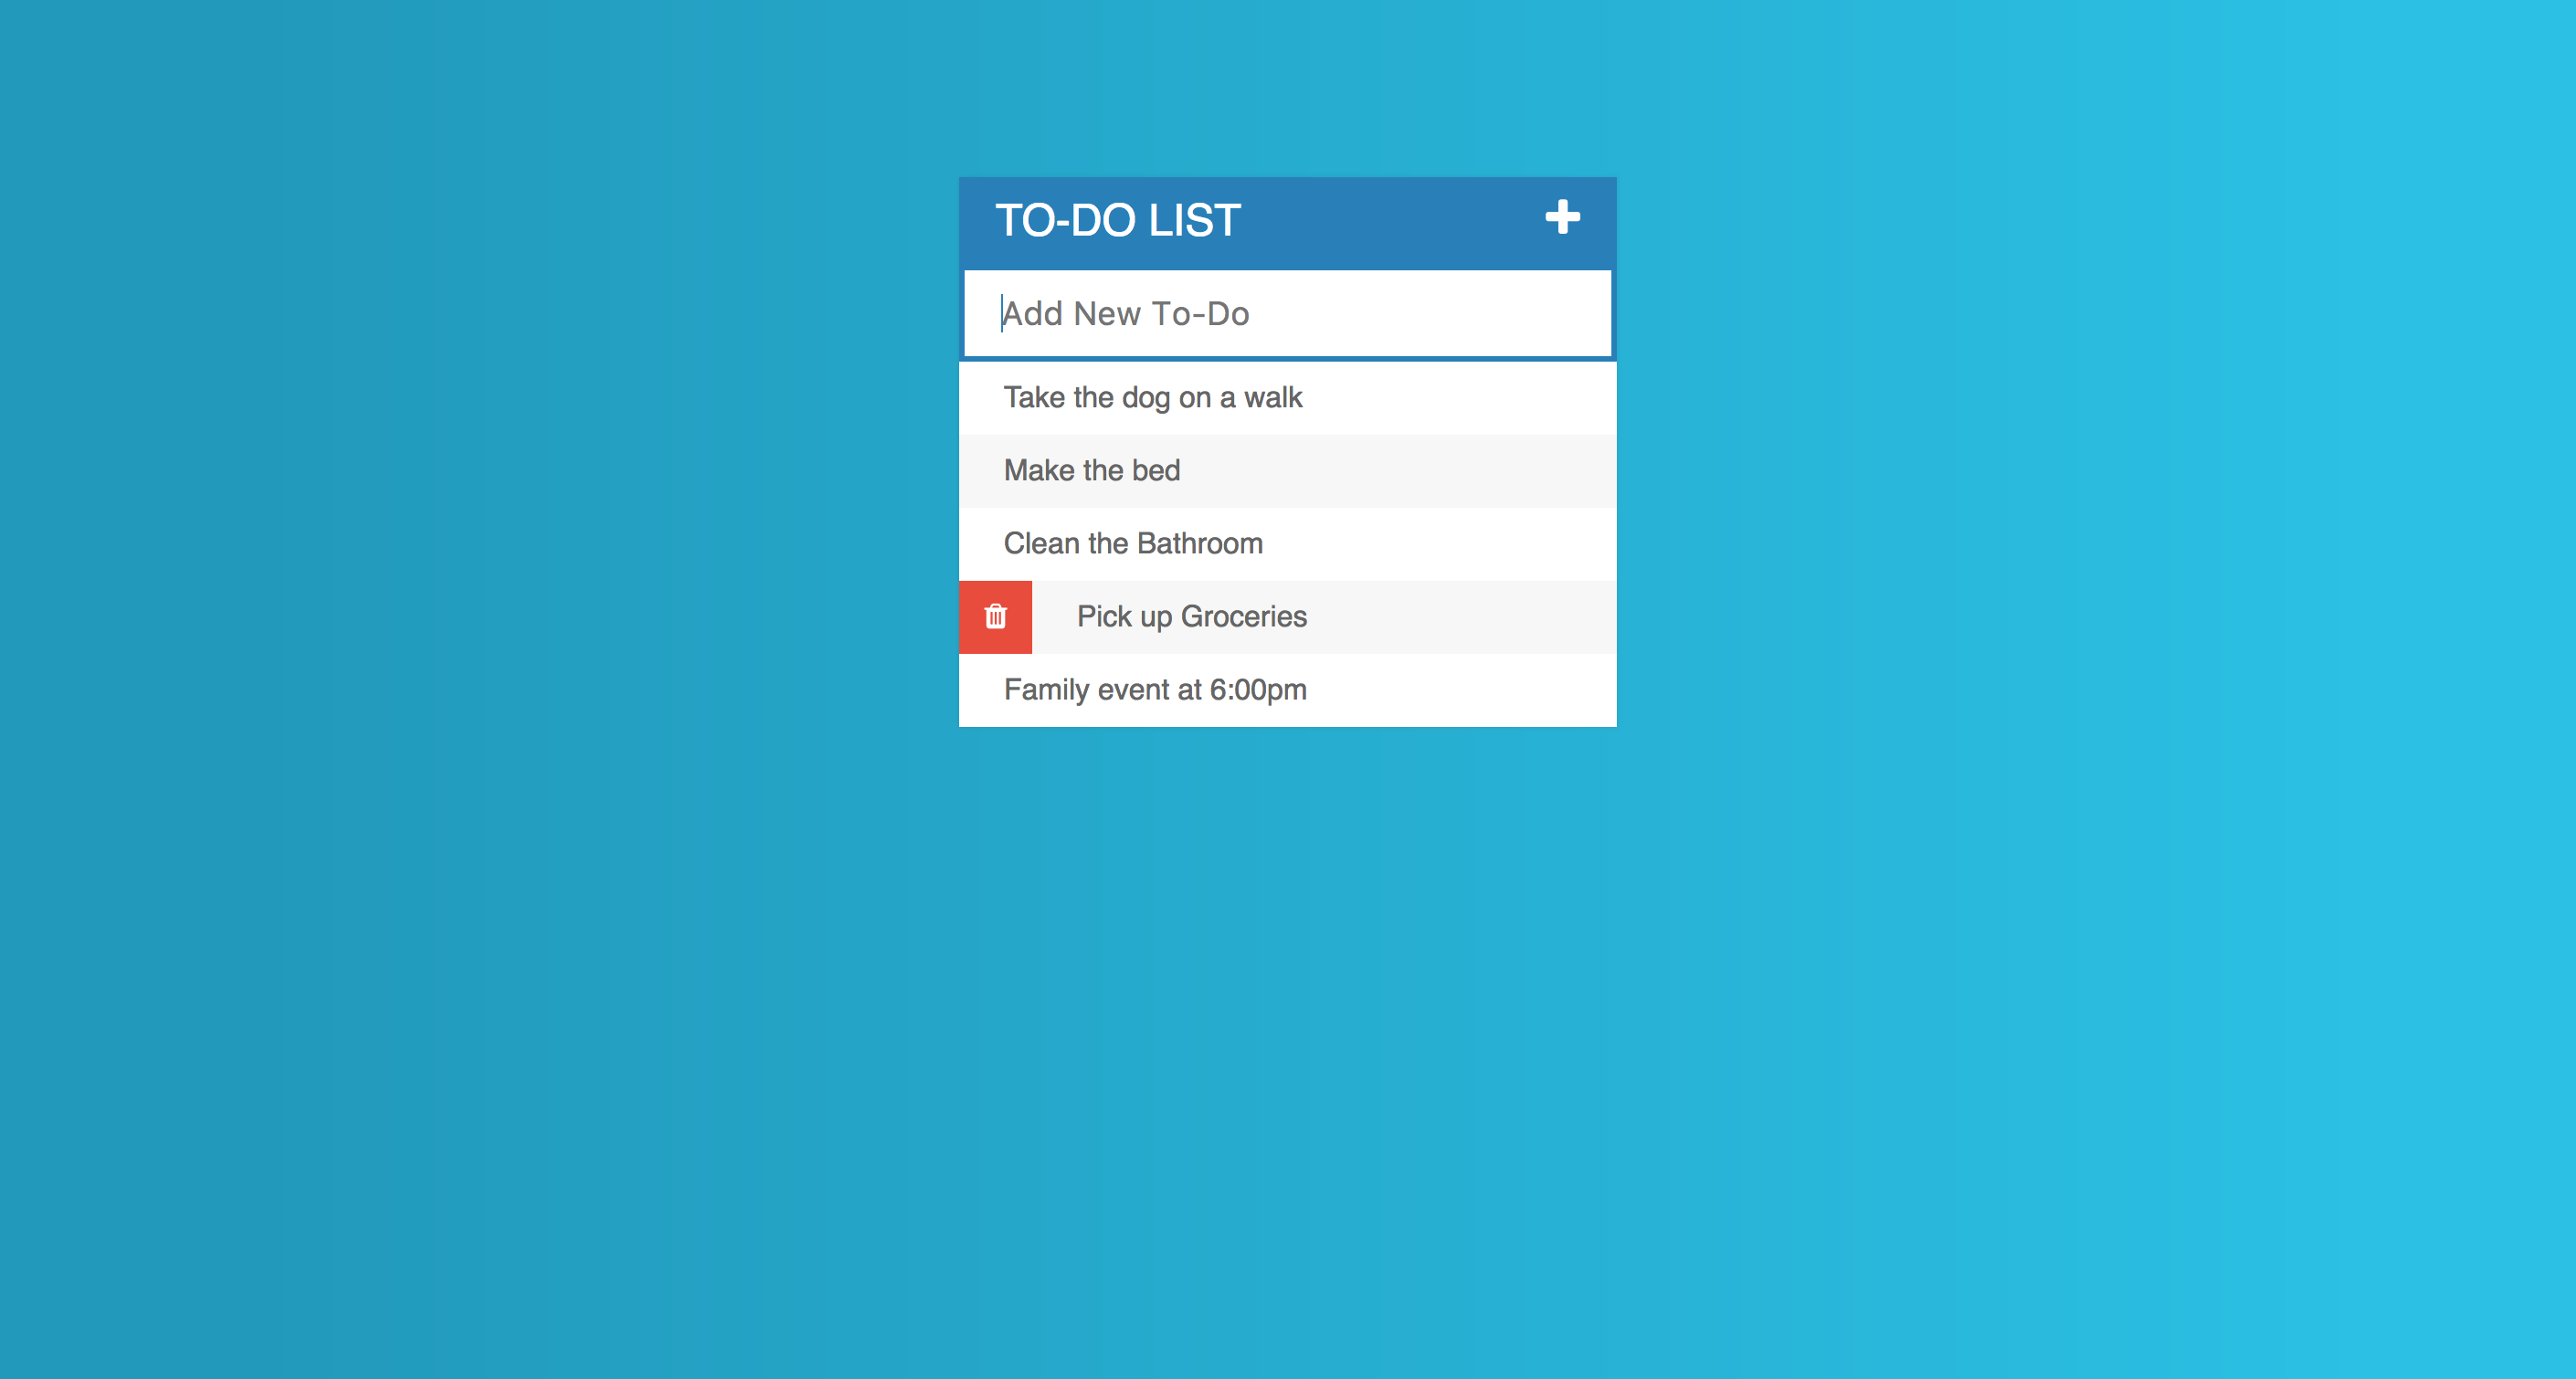 TO-DO LIST
Add New To-Do
Take the dog on a walk
Make the bed
Clean the Bathroom
Pick up Groceries
Family event at 6:00pm